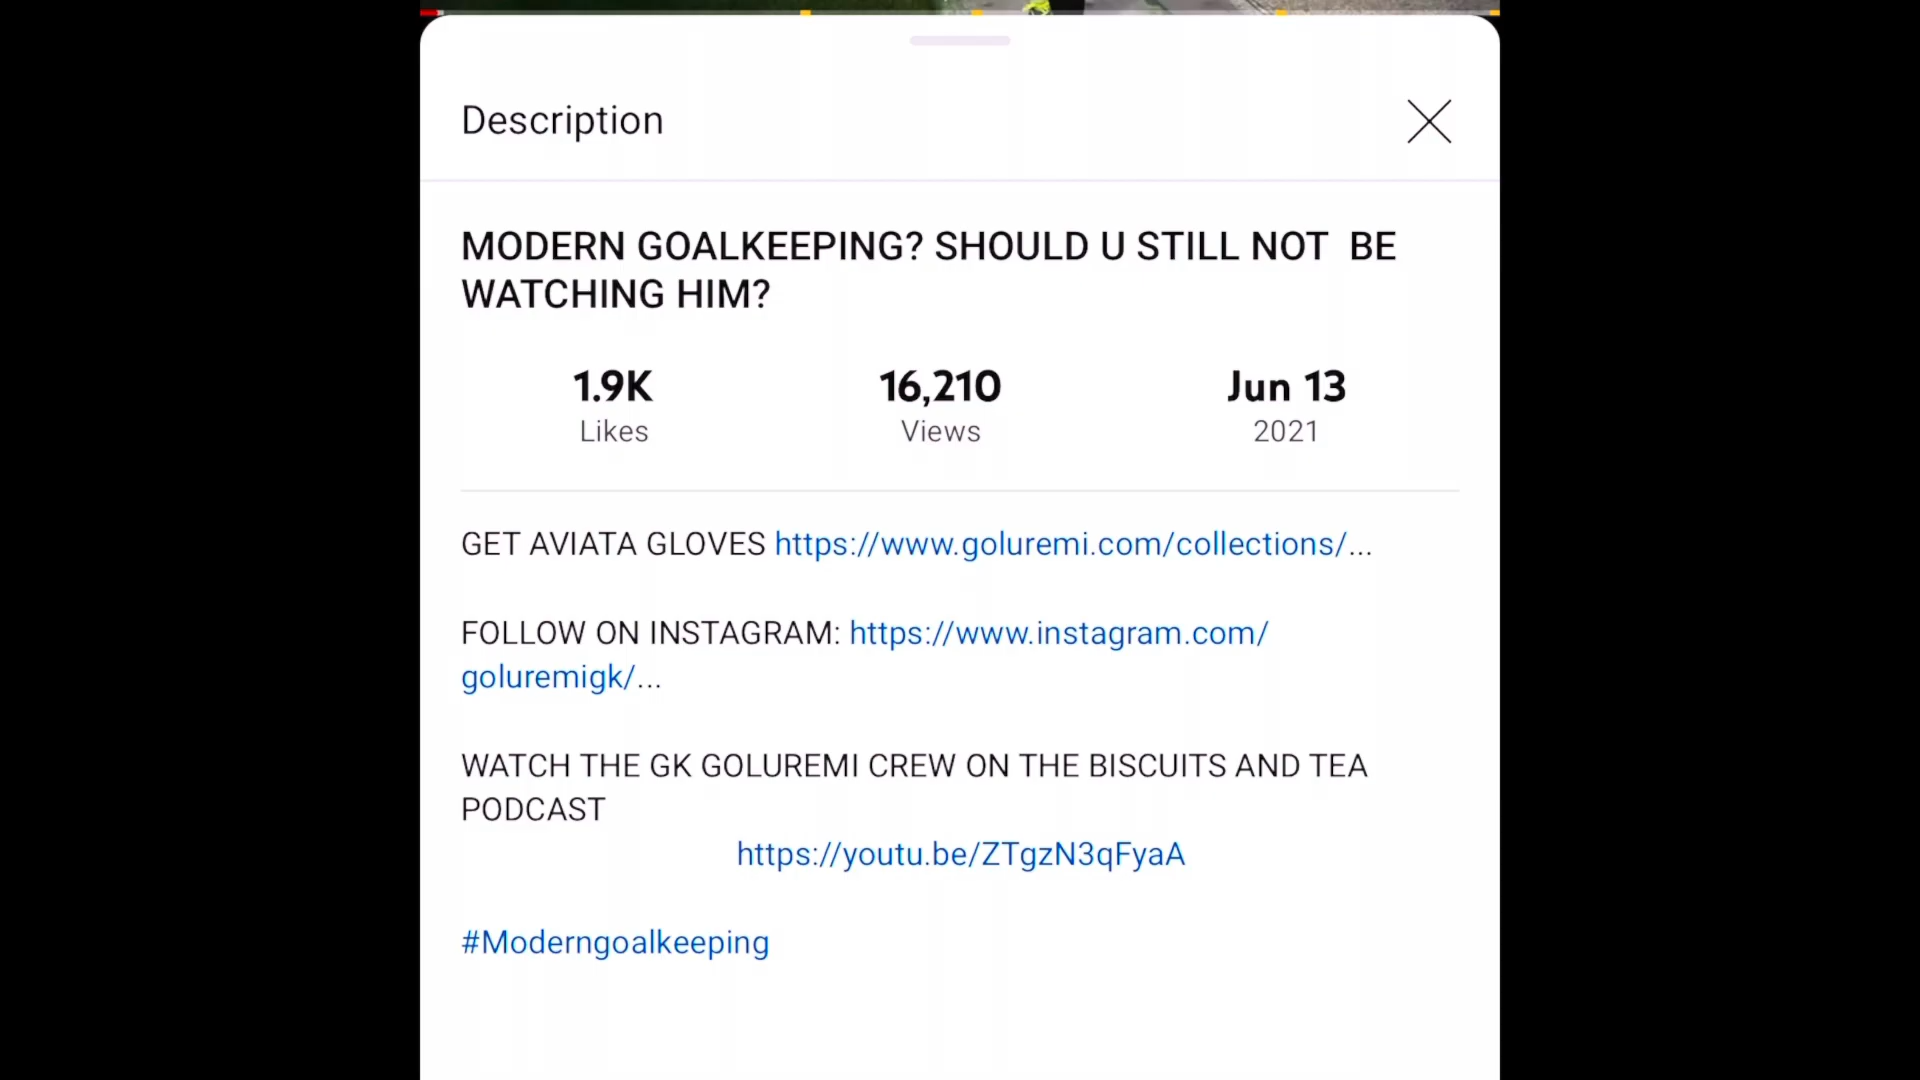 Description
MODERN GOALKEEPING? SHOULD U STILL NOT  BE
WATCHING HIM?
1.9K 16,210 Jun 13
Likes Views 2021
GET AVIATA GLOVES https://www.goluremi.com/collections/...
FOLLOW ON INSTAGRAM: https://www.instagram.com/
goluremigk/...
WATCH THE GK GOLUREMI CREW ON THE BISCUITS AND TEA
PODCAST
https://youtu.be/ZTgzN3qFyaA
#Moderngoalkeeping